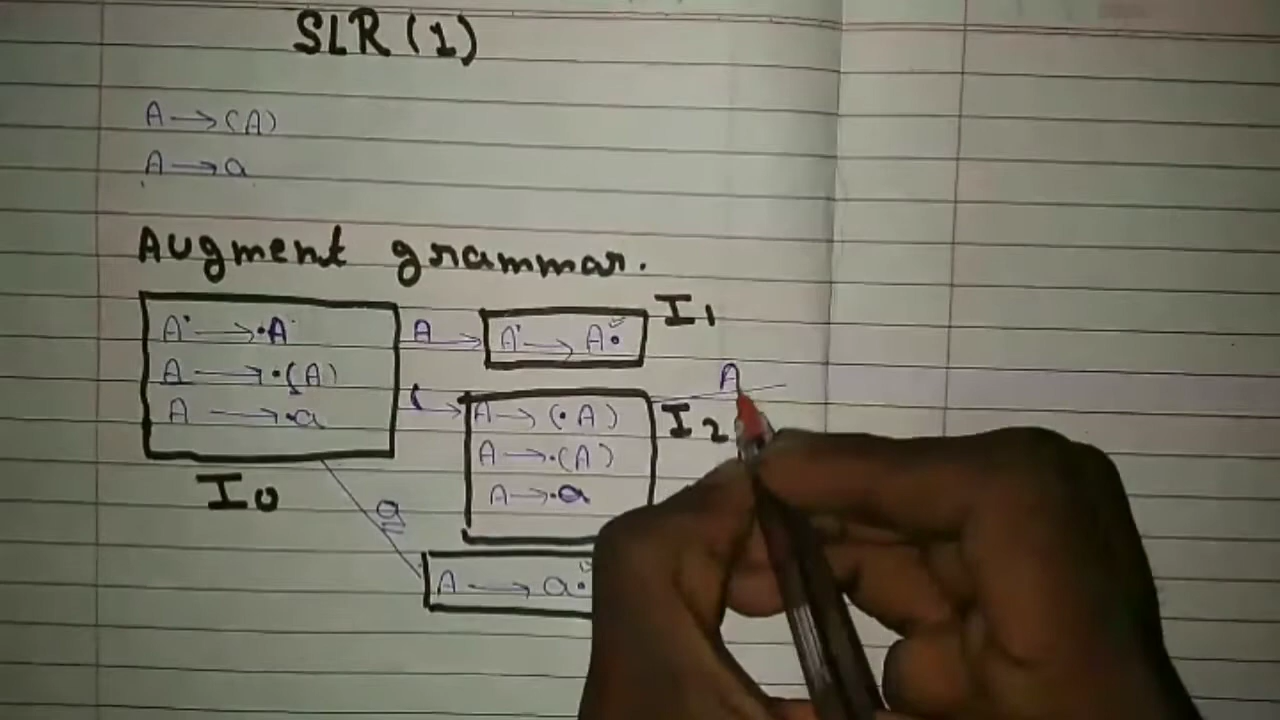 SLR(1)
A → (A)
A → a
Augment grammar.
A' → •A
A → •(A)
A → •a
I0
A
A' → A•
I1
(
A → (•A)
A → •(A)
A → •a
I2
A
a
A → a•